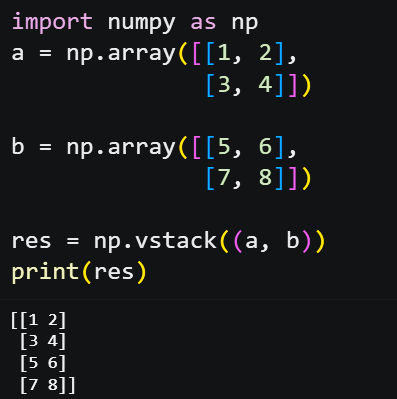 import numpy as np
a = np.array([[1, 2],
              [3, 4]])

b = np.array([[5, 6],
              [7, 8]])

res = np.vstack((a, b))
print(res)
[[1 2]
 [3 4]
 [5 6]
 [7 8]]